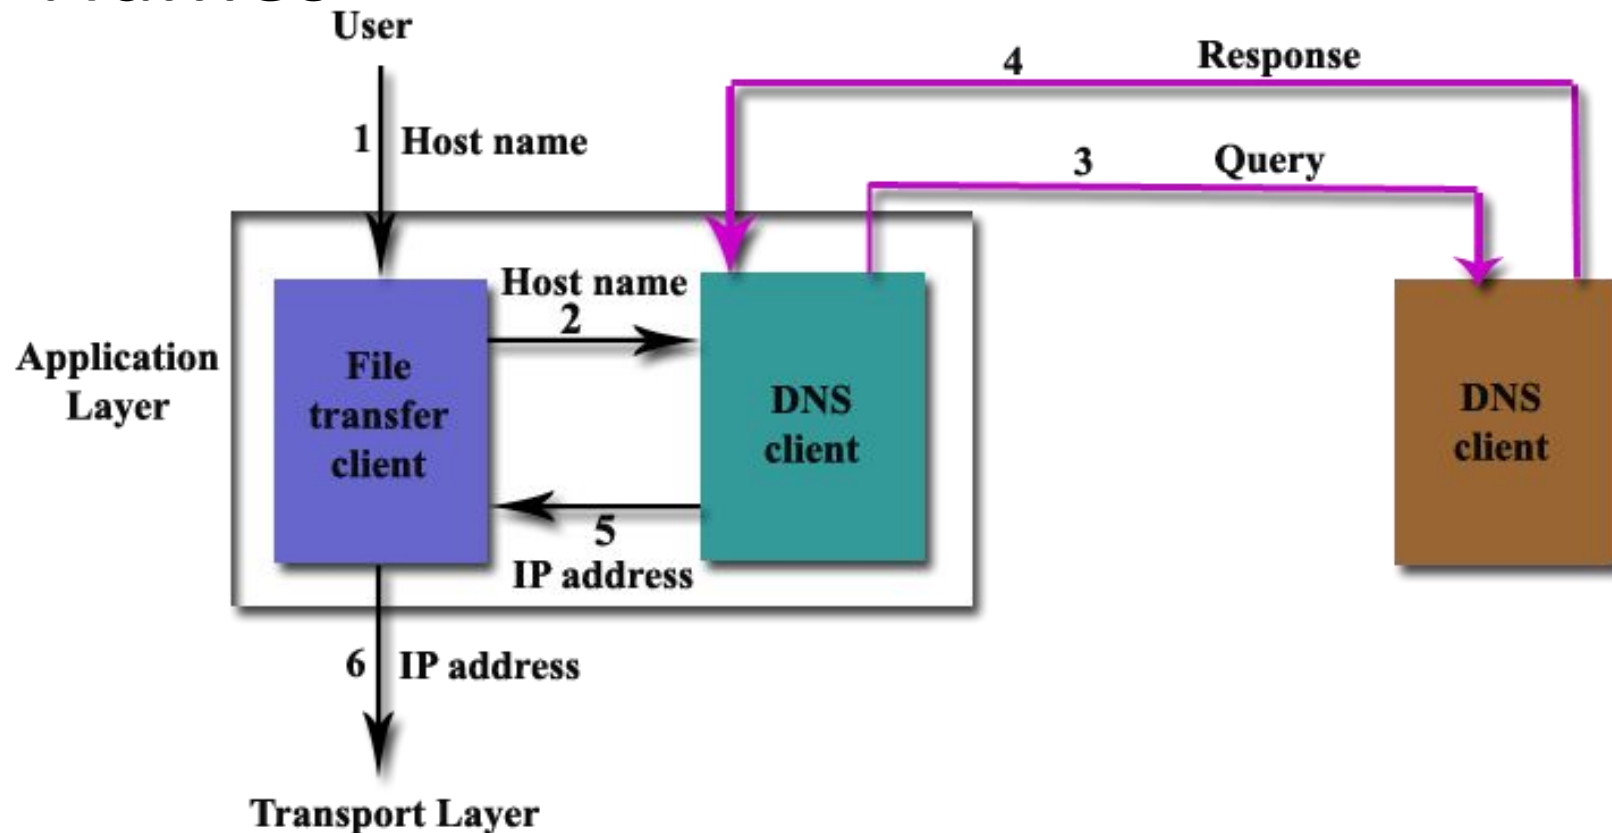 User
4 Response
1 Host name
3 Query
Host name
2
Application
Layer
File
transfer
client
DNS
client
DNS
client
5
IP address
6 IP address
Transport Layer